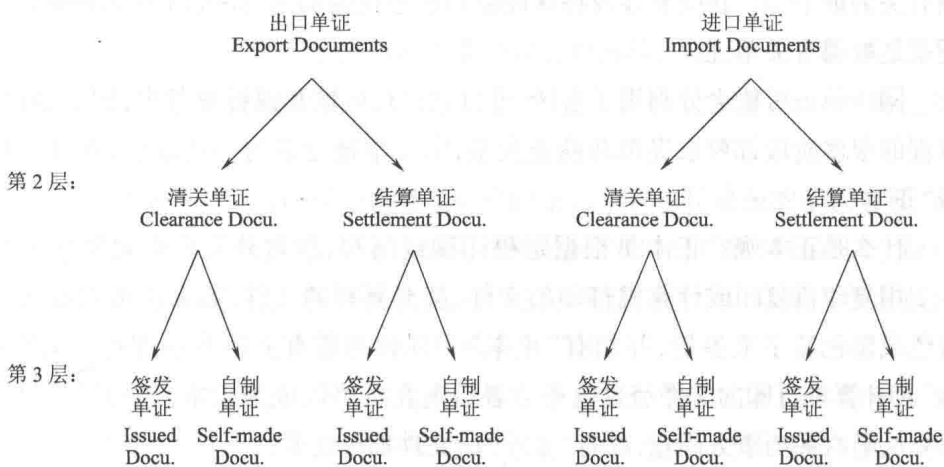 出口单证 进口单证
Export Documents Import Documents
第2层: 清关单证 结算单证 清关单证 结算单证
Clearance Docu. Settlement Docu. Clearance Docu. Settlement Docu.
第3层: 签发 自制 签发 自制 签发 自制 签发 自制
单证 单证 单证 单证 单证 单证 单证 单证
Issued Self-made Issued Self-made Issued Self-made Issued Self-made
Docu. Docu. Docu. Docu. Docu. Docu. Docu. Docu.